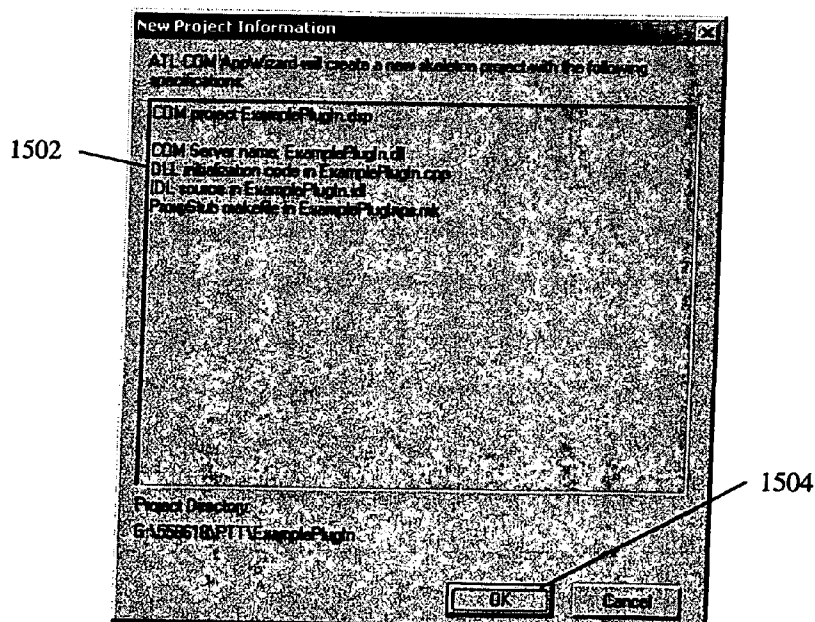 New Project Information
ATL COM AppWizard will create a new skeleton project with the following
specifications:
COM project: ExamplePlugIn.dsp
1502
COM Server name: ExamplePlugIn.dll
DLL initialization code in ExamplePlugIn.cpp
IDL source in ExamplePlugIn.idl
Proxy/Stub makefile in ExamplePlugInps.mk
1504
Project Directory:
OK
Cancel